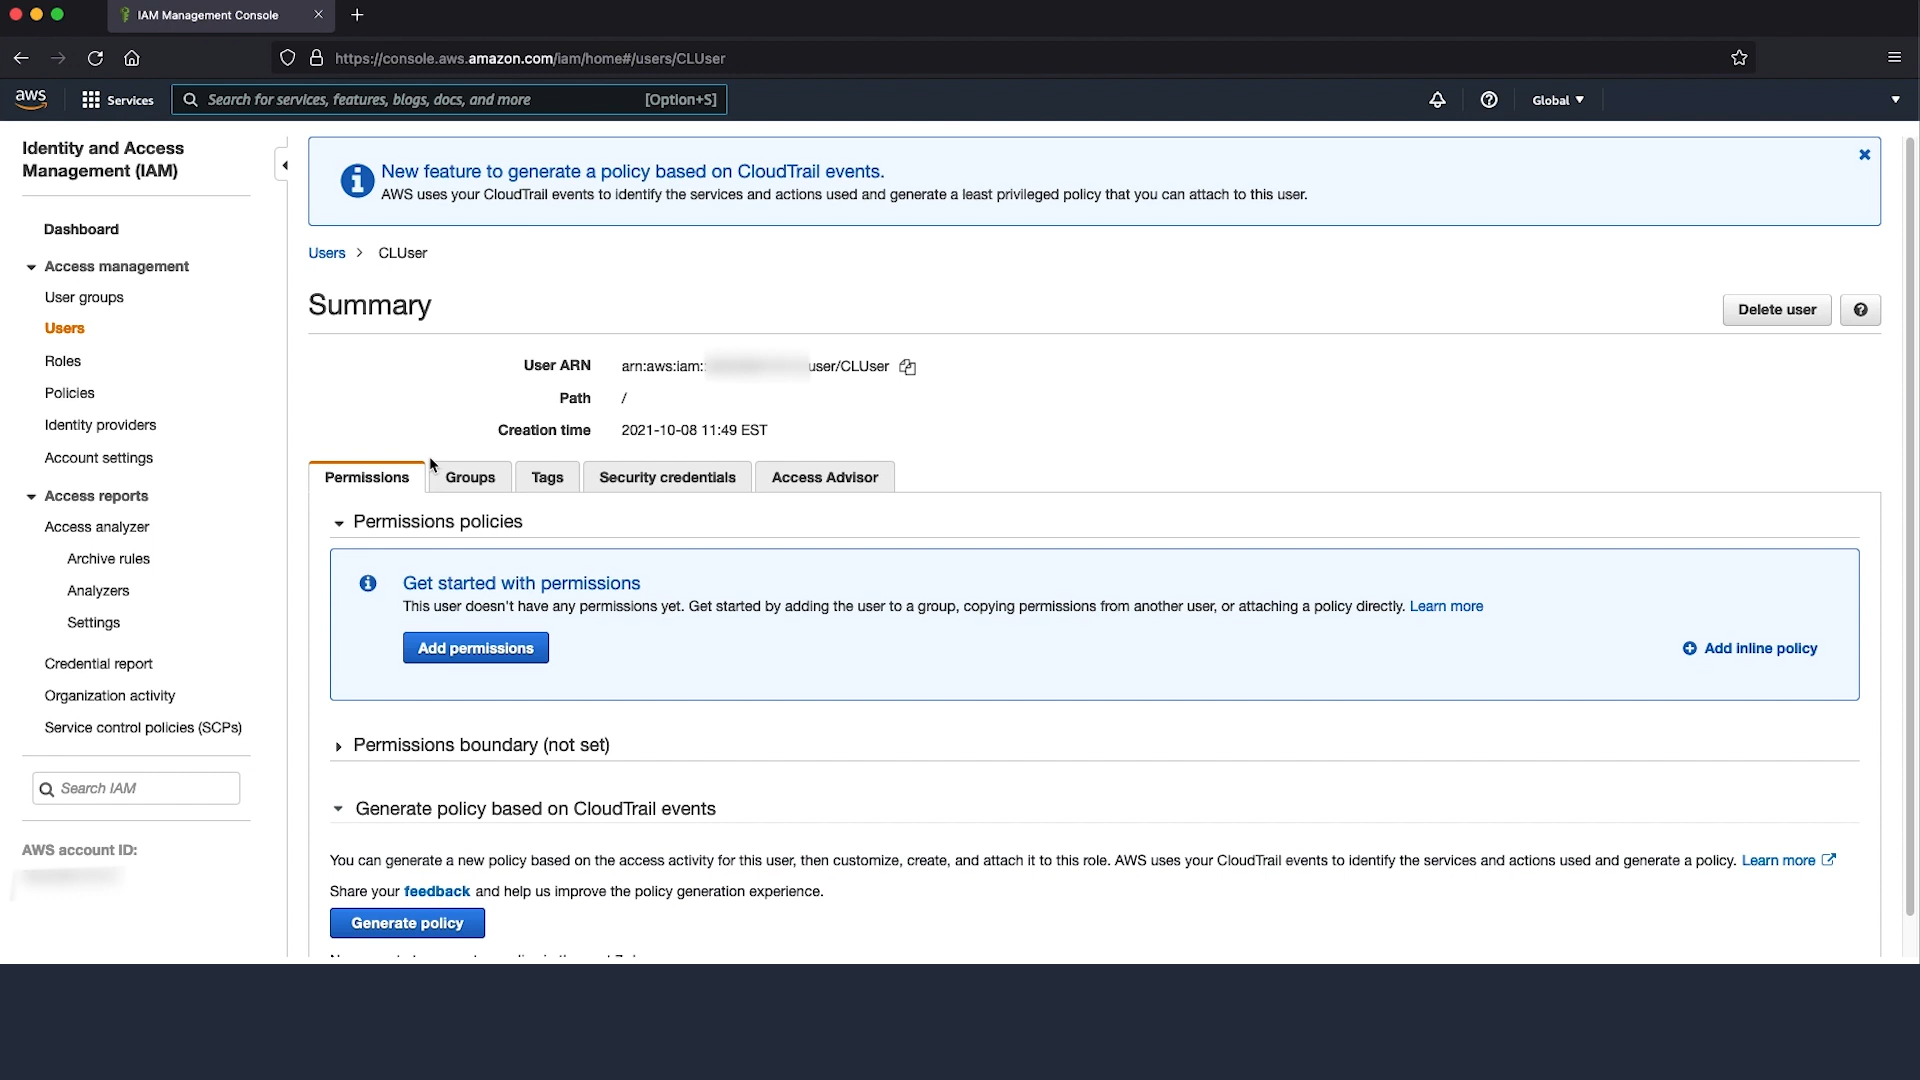 IAM Management Console
https://console.aws.amazon.com/iam/home#/users/CLUser
aws
Services
Search for services, features, blogs, docs, and more
[Option+S]
Global
Identity and Access
Management (IAM)
Dashboard
Access management
User groups
Users
Roles
Policies
Identity providers
Account settings
Access reports
Access analyzer
Archive rules
Analyzers
Settings
Credential report
Organization activity
Service control policies (SCPs)
Search IAM
AWS account ID:
New feature to generate a policy based on CloudTrail events.
AWS uses your CloudTrail events to identify the services and actions used and generate a least privileged policy that you can attach to this user.
Users > CLUser
Summary
Delete user
User ARN arn:aws:iam: user/CLUser
Path /
Creation time 2021-10-08 11:49 EST
Permissions
Groups
Tags
Security credentials
Access Advisor
Permissions policies
Get started with permissions
This user doesn't have any permissions yet. Get started by adding the user to a group, copying permissions from another user, or attaching a policy directly. Learn more
Add permissions
Add inline policy
Permissions boundary (not set)
Generate policy based on CloudTrail events
You can generate a new policy based on the access activity for this user, then customize, create, and attach it to this role. AWS uses your CloudTrail events to identify the services and actions used and generate a policy. Learn more
Share your feedback and help us improve the policy generation experience.
Generate policy